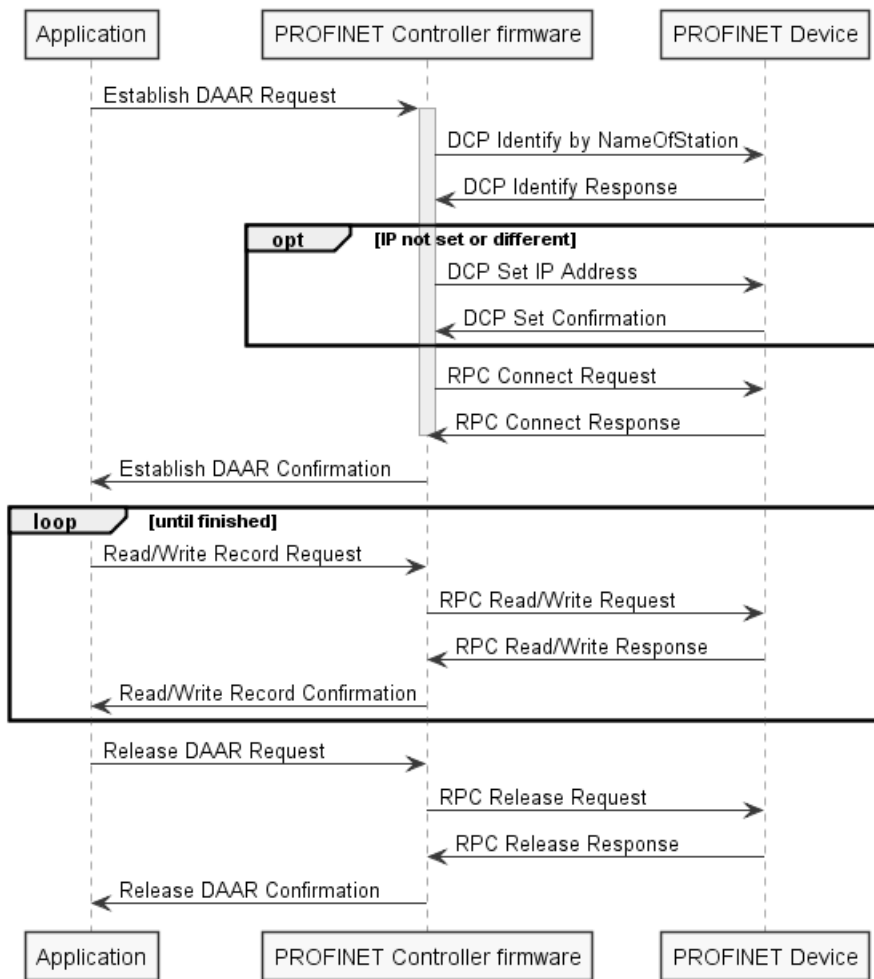 Application
PROFINET Controller firmware
PROFINET Device
Establish DAAR Request
DCP Identify by NameOfStation
DCP Identify Response
opt [IP not set or different]
DCP Set IP Address
DCP Set Confirmation
RPC Connect Request
RPC Connect Response
Establish DAAR Confirmation
loop [until finished]
Read/Write Record Request
RPC Read/Write Request
RPC Read/Write Response
Read/Write Record Confirmation
Release DAAR Request
RPC Release Request
RPC Release Response
Release DAAR Confirmation
Application
PROFINET Controller firmware
PROFINET Device